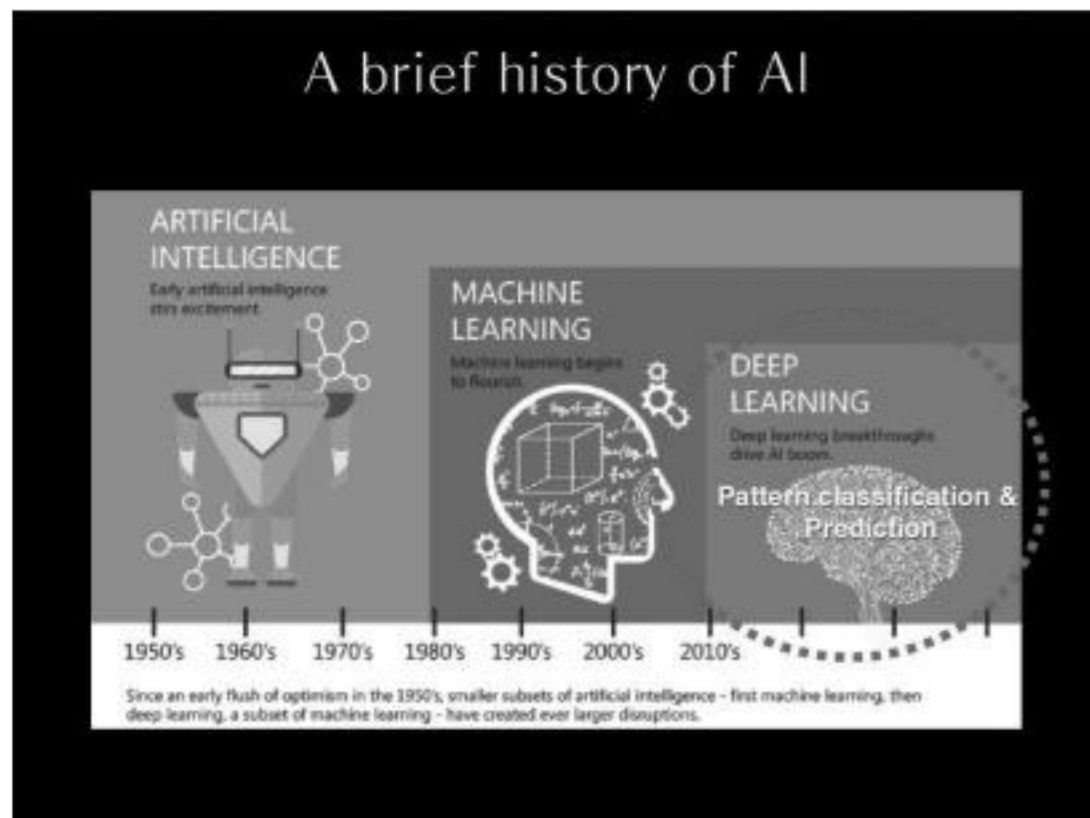 A brief history of AI
ARTIFICIAL
INTELLIGENCE
Early artificial intelligence
stirs excitement.
MACHINE
LEARNING
Machine learning begins
to flourish.
DEEP
LEARNING
Deep learning breakthroughs
drive AI boom.
Pattern classification &
Prediction
1950's 1960's 1970's 1980's 1990's 2000's 2010's
Since an early flush of optimism in the 1950's, smaller subsets of artificial intelligence - first machine learning, then
deep learning, a subset of machine learning - have created ever larger disruptions.